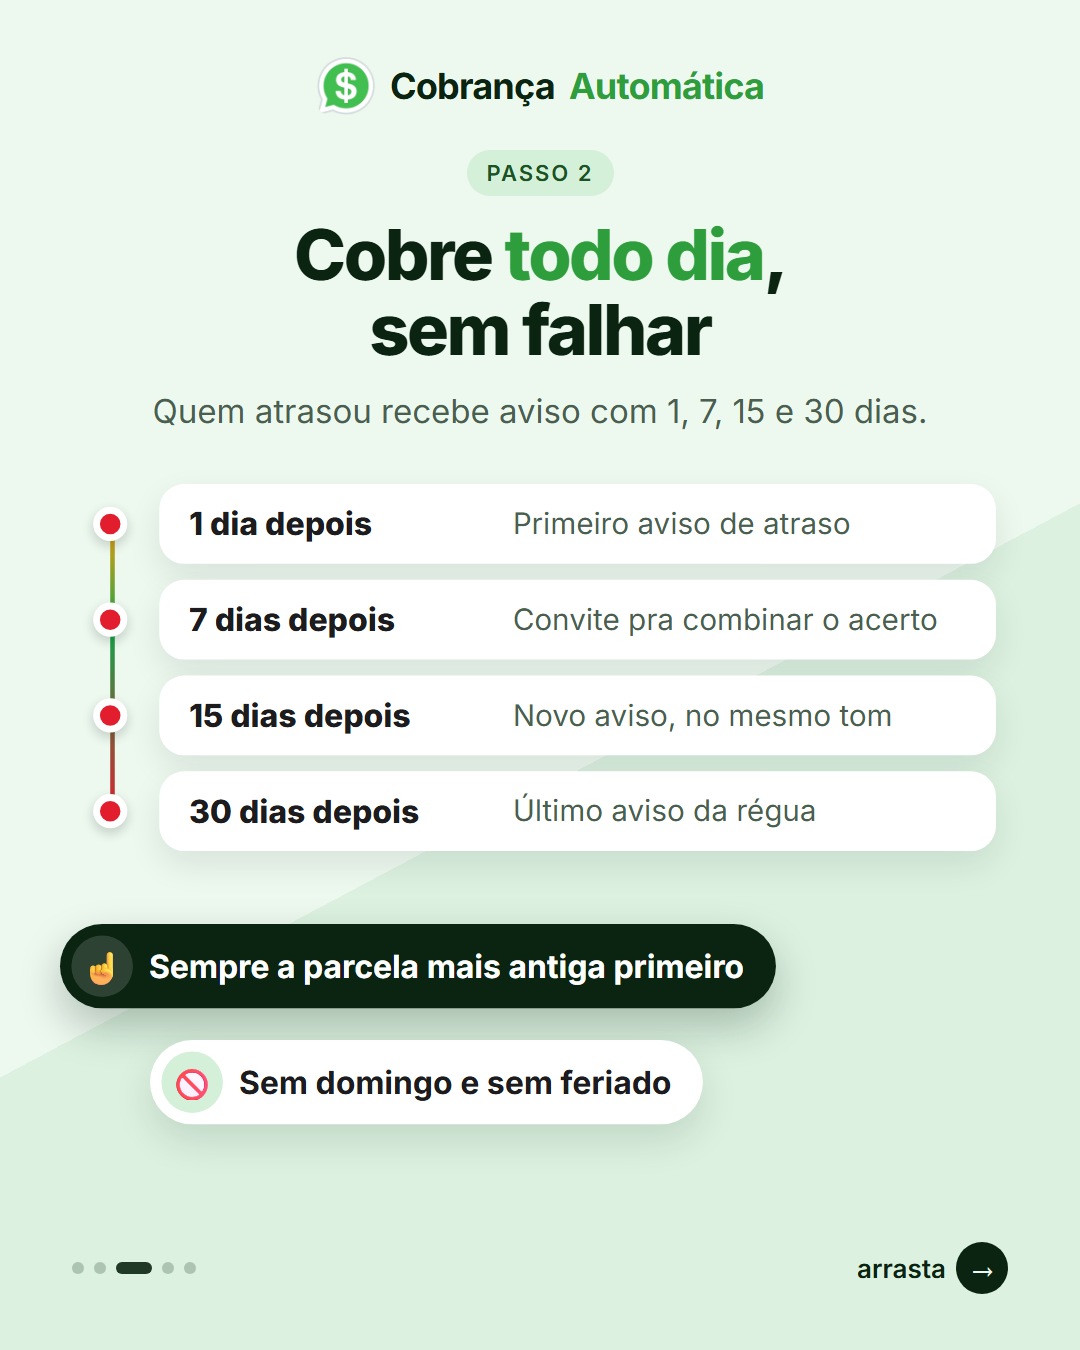 $
Cobrança Automática
PASSO 2
Cobre todo dia,
sem falhar
Quem atrasou recebe aviso com 1, 7, 15 e 30 dias.
1 dia depois Primeiro aviso de atraso
7 dias depois Convite pra combinar o acerto
15 dias depois Novo aviso, no mesmo tom
30 dias depois Último aviso da régua
Sempre a parcela mais antiga primeiro
Sem domingo e sem feriado
arrasta →